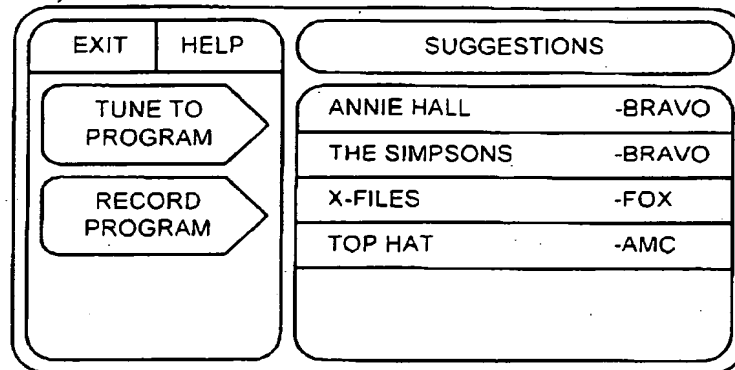 EXIT HELP
SUGGESTIONS
TUNE TO
PROGRAM
RECORD
PROGRAM
ANNIE HALL -BRAVO
THE SIMPSONS -BRAVO
X-FILES -FOX
TOP HAT -AMC